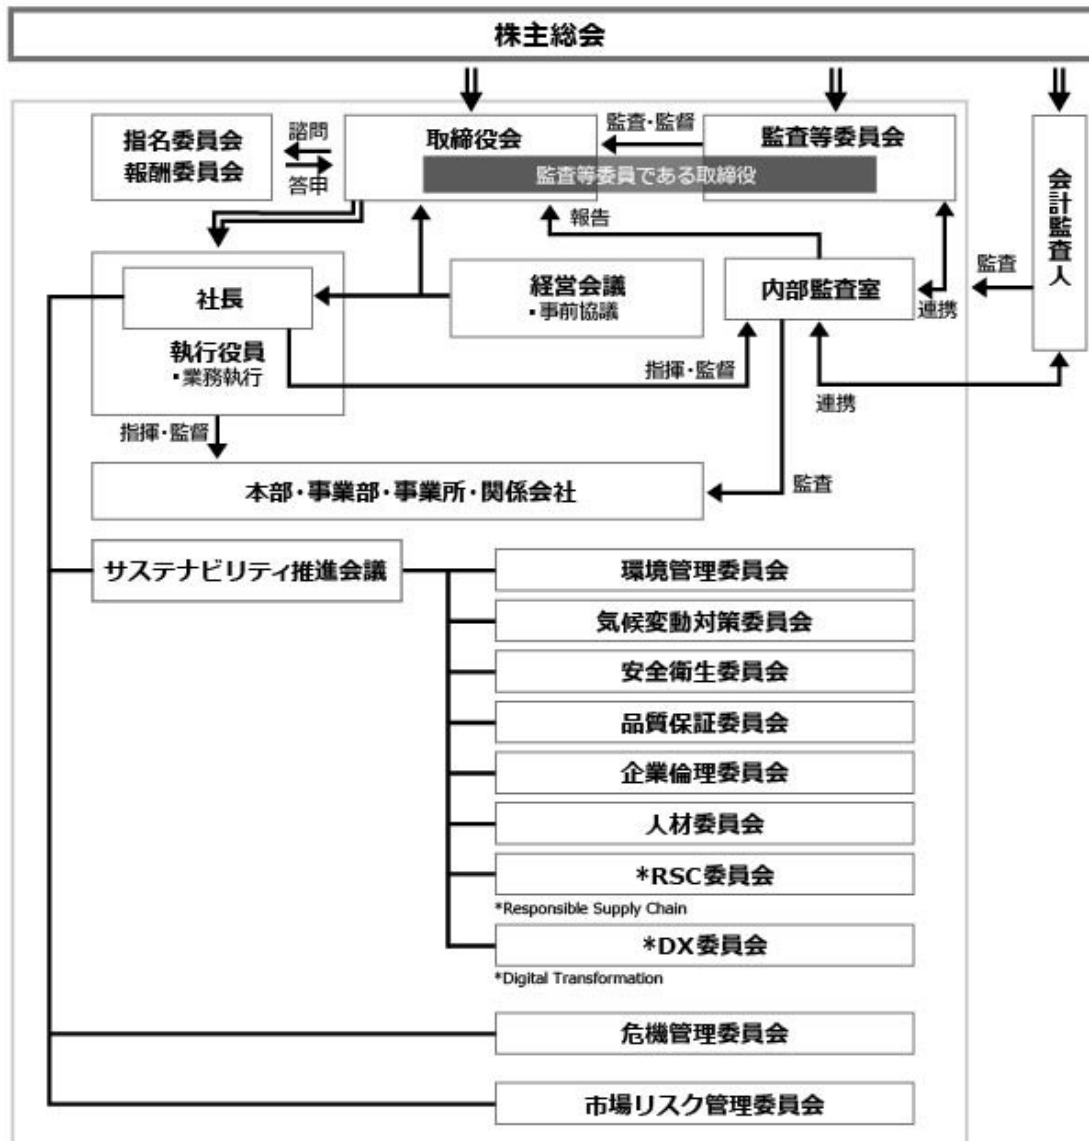 株主総会
指名委員会
報酬委員会
諮問
答申
取締役会
監査・監督
監査等委員会
監査等委員である取締役
会計監査人
報告
社長
執行役員
・業務執行
経営会議
・事前協議
内部監査室
連携
監査
指揮・監督
連携
指揮・監督
本部・事業部・事業所・関係会社
監査
サステナビリティ推進会議
環境管理委員会
気候変動対策委員会
安全衛生委員会
品質保証委員会
企業倫理委員会
人材委員会
*RSC委員会
*Responsible Supply Chain
*DX委員会
*Digital Transformation
危機管理委員会
市場リスク管理委員会